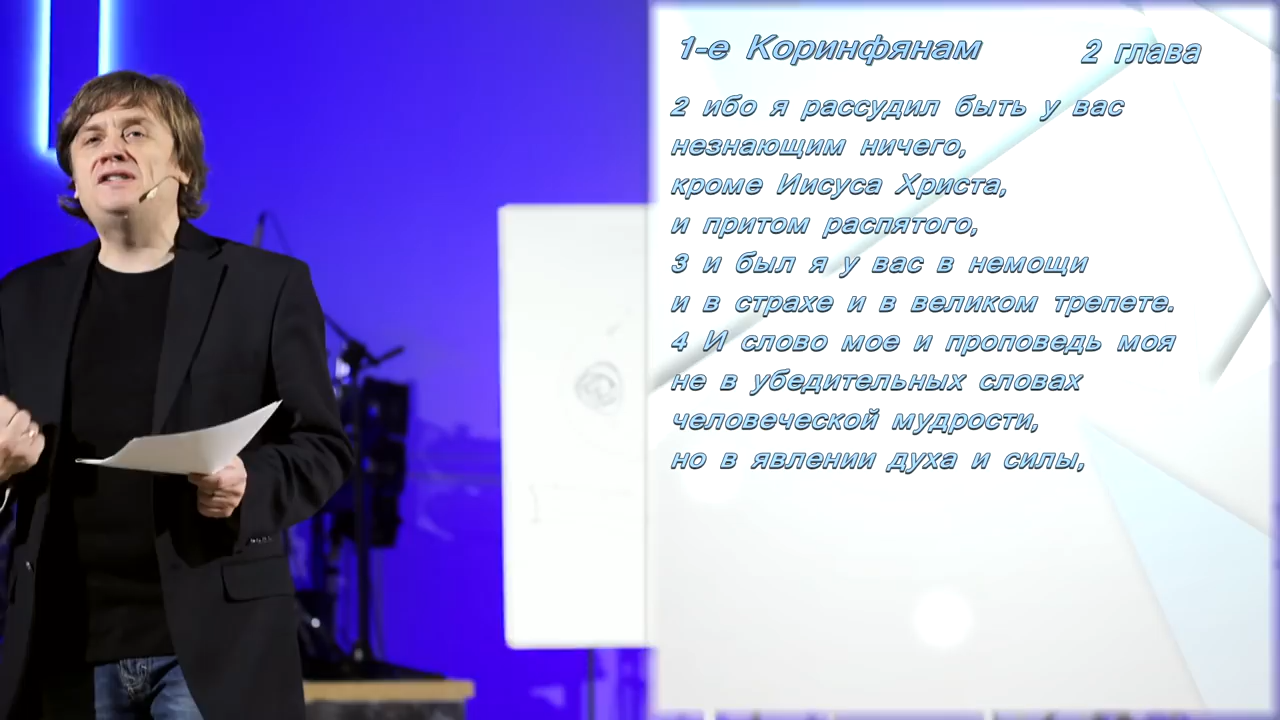 1-е Коринфянам 2 глава
2 ибо я рассудил быть у вас
незнающим ничего,
кроме Иисуса Христа,
и притом распятого,
3 и был я у вас в немощи
и в страхе и в великом трепете.
4 И слово мое и проповедь моя
не в убедительных словах
человеческой мудрости,
но в явлении духа и силы,